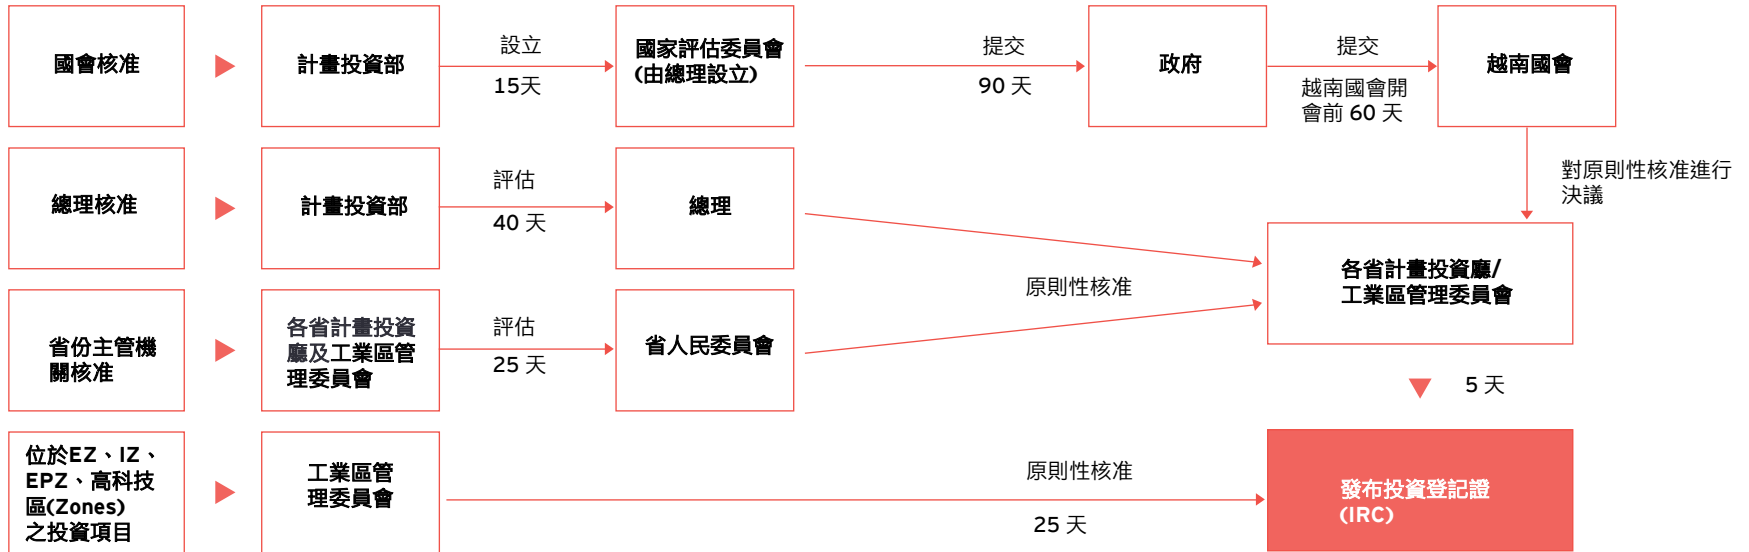 國會核准
計畫投資部
設立
15天
國家評估委員會
(由總理設立)
提交
90 天
政府
提交
越南國會開
會前 60 天
越南國會
對原則性核准進行
決議
總理核准
計畫投資部
評估
40 天
總理
各省計畫投資廳/
工業區管理委員會
原則性核准
省份主管機
關核准
各省計畫投資
廳及工業區管
理委員會
評估
25 天
省人民委員會
5 天
位於EZ、IZ、
EPZ、高科技
區(Zones)
之投資項目
工業區管
理委員會
原則性核准
25 天
發布投資登記證
(IRC)